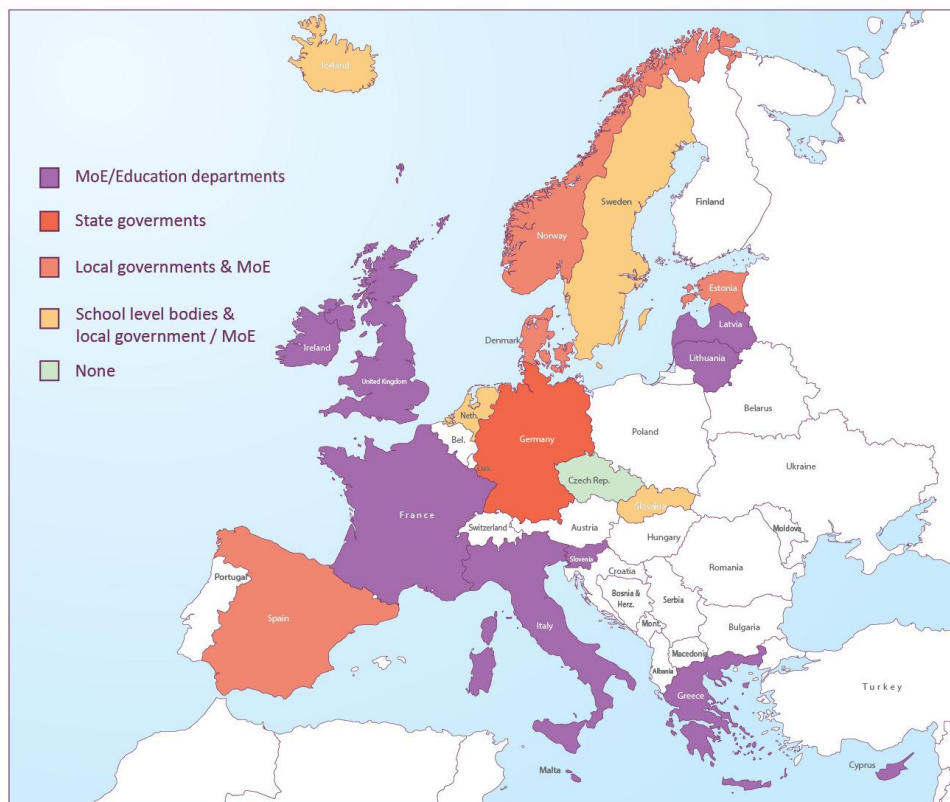 Iceland
MoE/Education departments
State goverments
Local governments & MoE
School level bodies &
local government / MoE
None
Finland
Sweden
Norway
Estonia
Latvia
Lithuania
Denmark
Ireland
United Kingdom
Neth.
Bel.
Lux.
Germany
Poland
Belarus
Ukraine
Czech Rep.
Slovakia
France
Switzerland
Austria
Hungary
Moldova
Slovenia
Croatia
Romania
Bosnia &
Herz.
Serbia
Mont.
Bulgaria
Macedonia
Albania
Portugal
Spain
Italy
Greece
Turkey
Malta
Cyprus